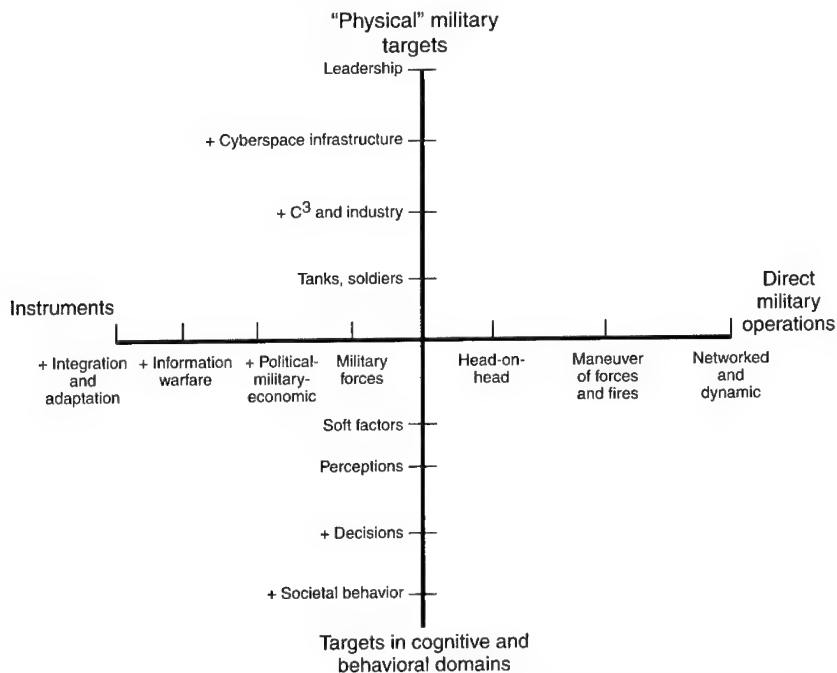 “Physical” military
targets
Leadership
+ Cyberspace infrastructure
+ C³ and industry
Tanks, soldiers
Instruments
Direct
military
operations
+ Integration
and
adaptation
+ Information
warfare
+ Political-
military-
economic
Military
forces
Head-on-
head
Maneuver
of forces
and fires
Networked
and
dynamic
Soft factors
Perceptions
+ Decisions
+ Societal behavior
Targets in cognitive and
behavioral domains